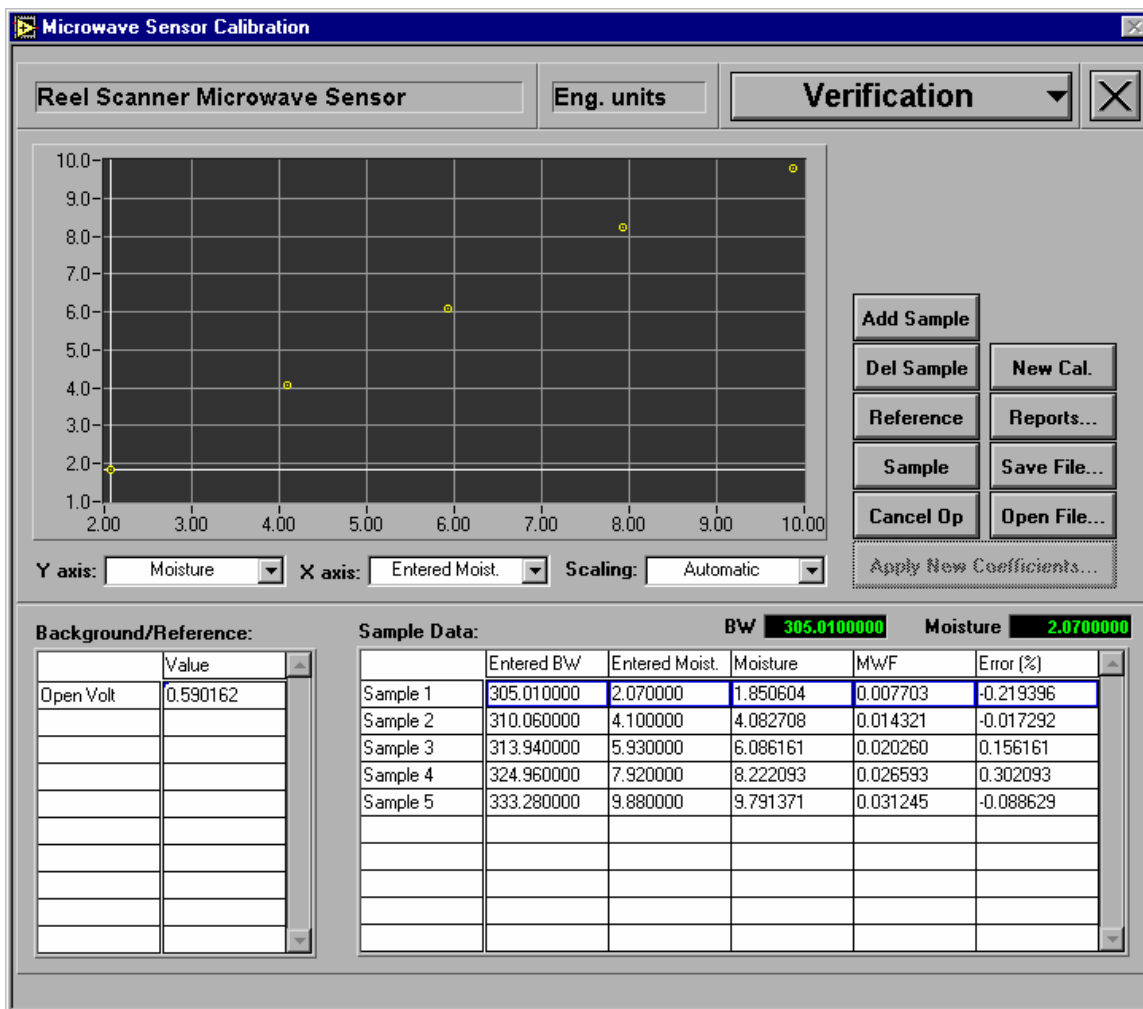 Microwave Sensor Calibration
Reel Scanner Microwave Sensor
Eng. units
Verification
10.0
9.0
8.0
7.0
6.0
5.0
4.0
3.0
2.0
1.0
2.00 3.00 4.00 5.00 6.00 7.00 8.00 9.00 10.00
Y axis: Moisture X axis: Entered Moist. Scaling: Automatic
Add Sample
Del Sample New Cal.
Reference Reports...
Sample Save File...
Cancel Op Open File...
Apply New Coefficients...
Background/Reference:
Value
Open Volt 0.590162
Sample Data: BW 305.0100000 Moisture 2.0700000
Entered BW Entered Moist. Moisture MWF Error (%)
Sample 1 305.010000 2.070000 1.850604 0.007703 -0.219396
Sample 2 310.060000 4.100000 4.082708 0.014321 -0.017292
Sample 3 313.940000 5.930000 6.086161 0.020260 0.156161
Sample 4 324.960000 7.920000 8.222093 0.026593 0.302093
Sample 5 333.280000 9.880000 9.791371 0.031245 -0.088629